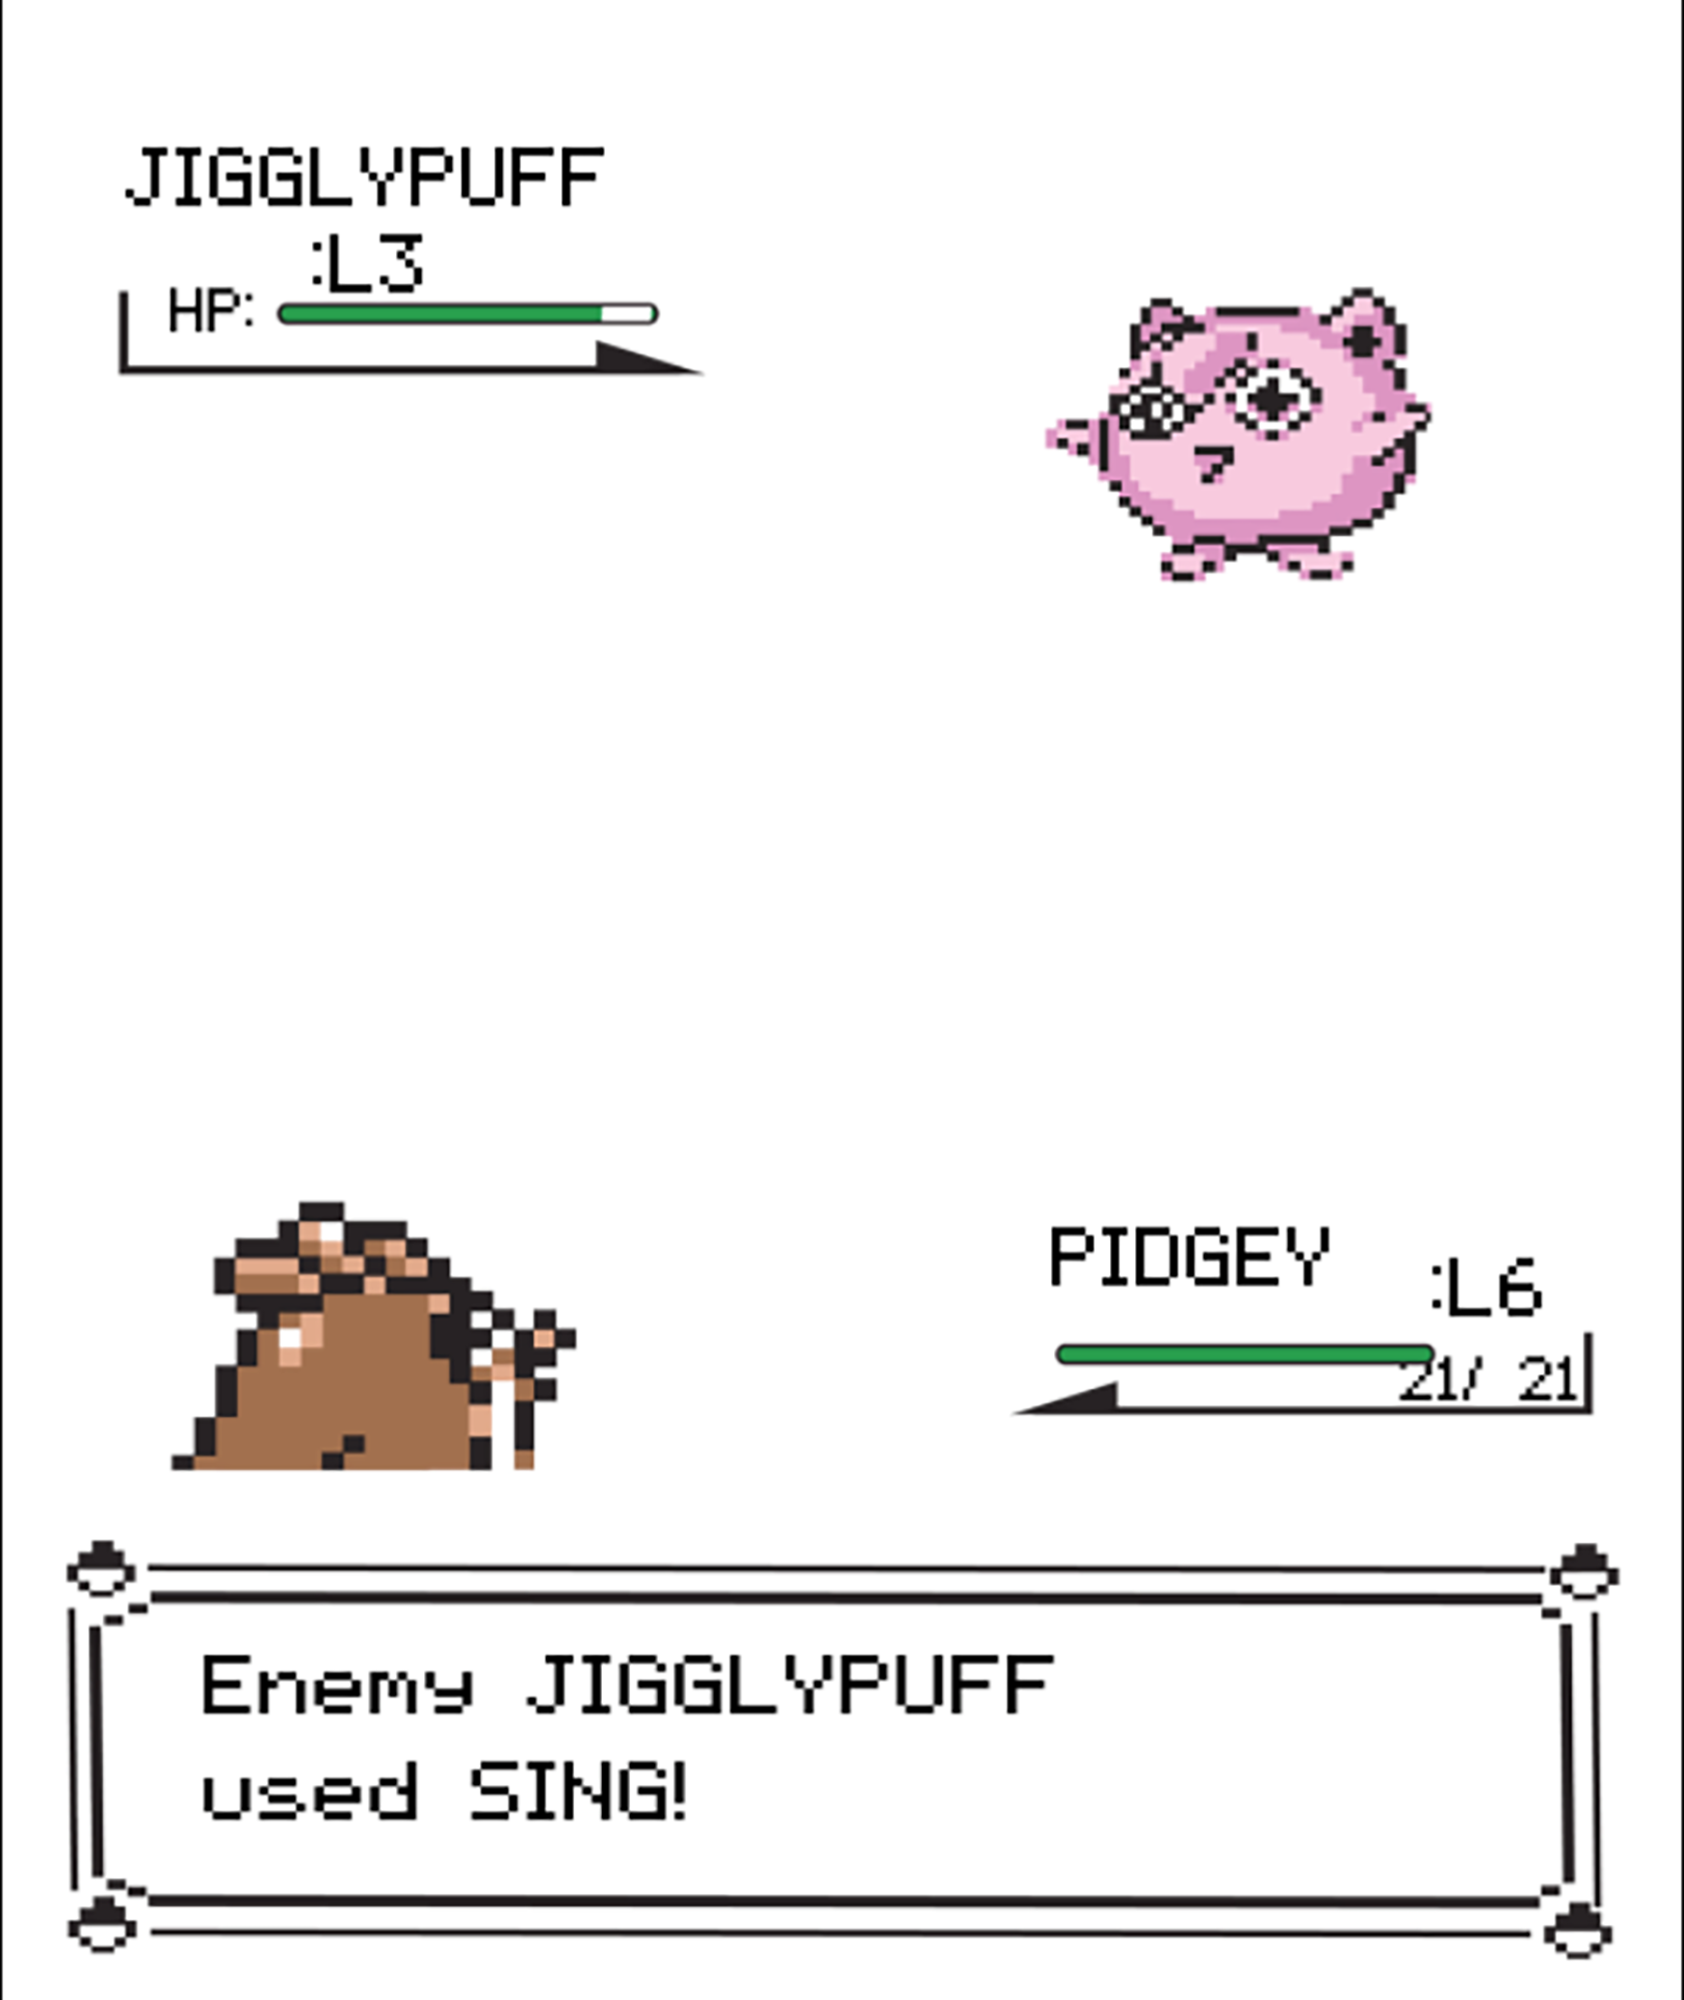 JIGGLYPUFF
:L3
HP:
PIDGEY
:L6
21/ 21
Enemy JIGGLYPUFF
used SING!